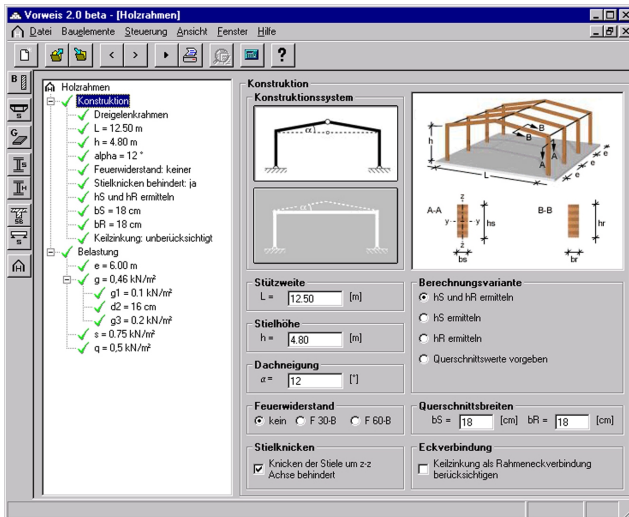 Vorweis 2.0 beta - [Holzrahmen]
Datei Bauelemente Steuerung Ansicht Fenster Hilfe
< > ?
B
S
G
S
H
SB
S
Holzrahmen
Konstruktion
Dreigelenkrahmen
L = 12.50 m
h = 4.80 m
alpha = 12 °
Feuerwiderstand: keiner
Stielknicken behindert: ja
hS und hR ermitteln
bS = 18 cm
bR = 18 cm
Keilzinkung: unberücksichtigt
Belastung
e = 6.00 m
g = 0,46 kN/m²
g1 = 0.1 kN/m²
d2 = 16 cm
g3 = 0.2 kN/m²
s = 0.75 kN/m²
q = 0,5 kN/m²
Konstruktion
Konstruktionssystem
α
α
h
L
e
e
e
B
B
A
A
A-A
z
y
y
z
hs
bs
B-B
hr
br
Stützweite
L = 12.50 [m]
Stielhöhe
h = 4.80 [m]
Dachneigung
α = 12 [°]
Berechnungsvariante
hS und hR ermitteln
hS ermitteln
hR ermitteln
Querschnittswerte vorgeben
Feuerwiderstand
kein F 30-B F 60-B
Querschnittsbreiten
bS = 18 [cm] bR = 18 [cm]
Stielknicken
Knicken der Stiele um z-z
Achse behindert
Eckverbindung
Keilzinkung als Rahmeneckverbindung
berücksichtigen